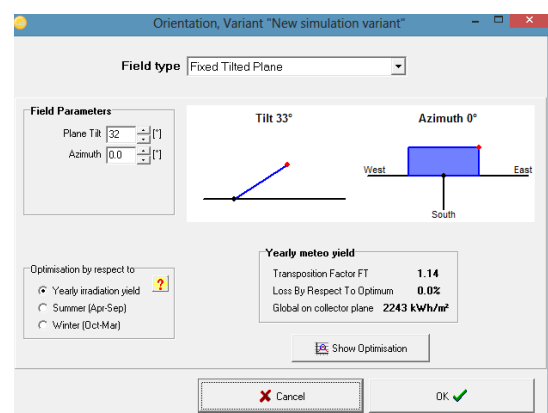 Orientation, Variant "New simulation variant"
Field type Fixed Tilted Plane
Field Parameters
Plane Tilt 32 [°]
Azimuth 0.0 [°]
Tilt 33°
Azimuth 0°
West
East
South
Optimisation by respect to
Yearly irradiation yield ?
Summer (Apr-Sep)
Winter (Oct-Mar)
Yearly meteo yield
Transposition Factor FT 1.14
Loss By Respect To Optimum 0.0%
Global on collector plane 2243 kWh/m²
Show Optimisation
Cancel
OK